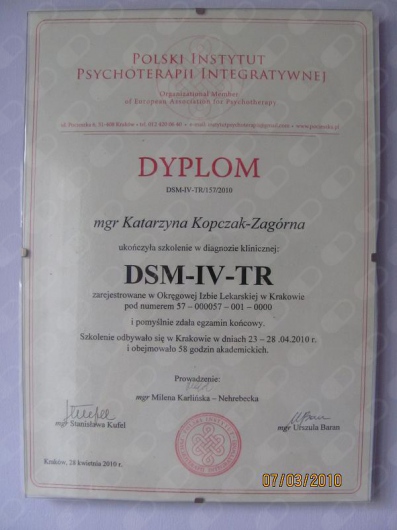 POLSKI INSTYTUT
PSYCHOTERAPII INTEGRATYWNEJ
Organizational Member
of European Association for Psychotherapy
DYPLOM
DSM-IV-TR/157/2010
mgr Katarzyna Kopczak-Zagórna
ukończyła szkolenie w diagnozie klinicznej:
DSM-IV-TR
zarejestrowane w Okręgowej Izbie Lekarskiej w Krakowie
pod numerem 57 – 000057 – 001 – 0000
i pomyślnie zdała egzamin końcowy.
Szkolenie odbywało się w Krakowie w dniach 23 – 28 .04.2010 r.
i obejmowało 58 godzin akademickich.
Prowadzenie:
mgr Milena Karlińska – Nehrebecka
mgr Stanisława Kufel
mgr Urszula Baran
Kraków, 28 kwietnia 2010 r.
07/03/2010